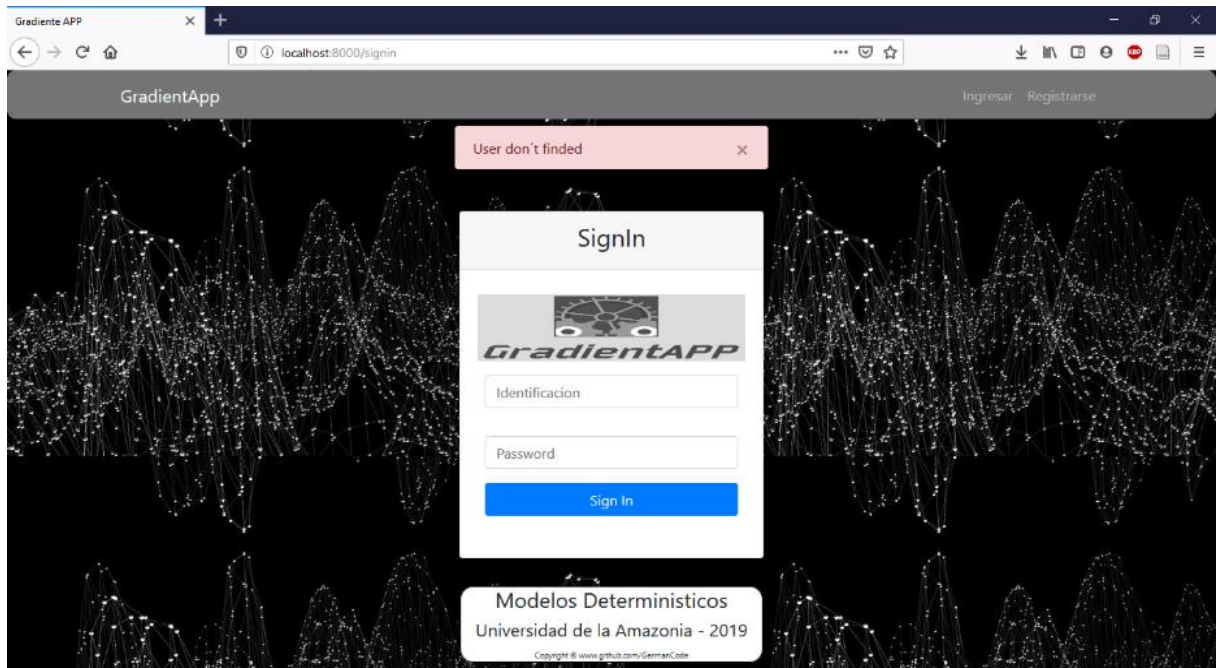 Gradiente APP
localhost:8000/signin
GradientApp
Ingresar Registrarse
User don´t finded
SignIn
GradientAPP
Identificacion
Password
Sign In
Modelos Deterministicos
Universidad de la Amazonia - 2019
Copyright © www.github.com/GermanCode